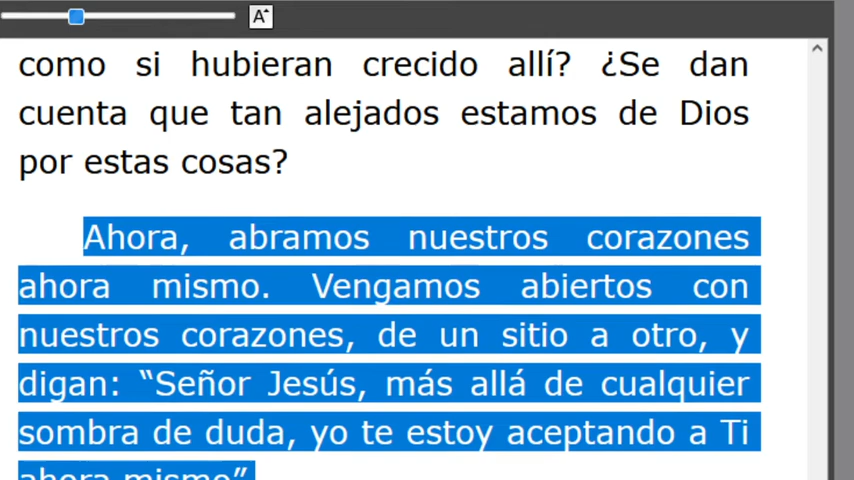 A
como si hubieran crecido allí? ¿Se dan
cuenta que tan alejados estamos de Dios
por estas cosas?
Ahora, abramos nuestros corazones
ahora mismo. Vengamos abiertos con
nuestros corazones, de un sitio a otro, y
digan: “Señor Jesús, más allá de cualquier
sombra de duda, yo te estoy aceptando a Ti
ahora mismo”